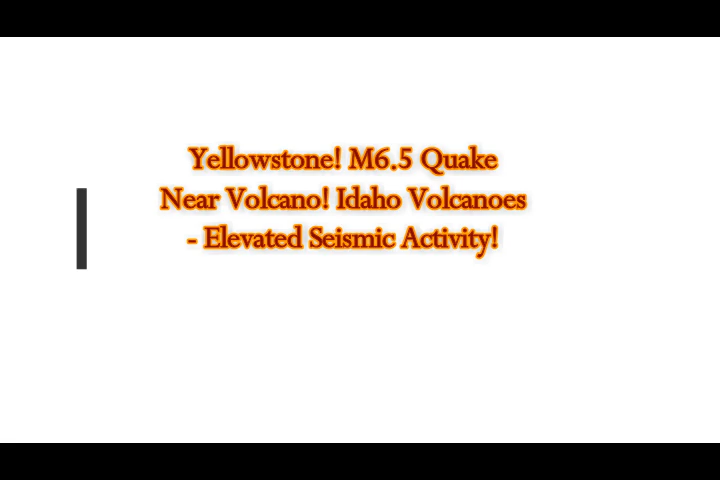 Yellowstone! M6.5 Quake
Near Volcano! Idaho Volcanoes
- Elevated Seismic Activity!